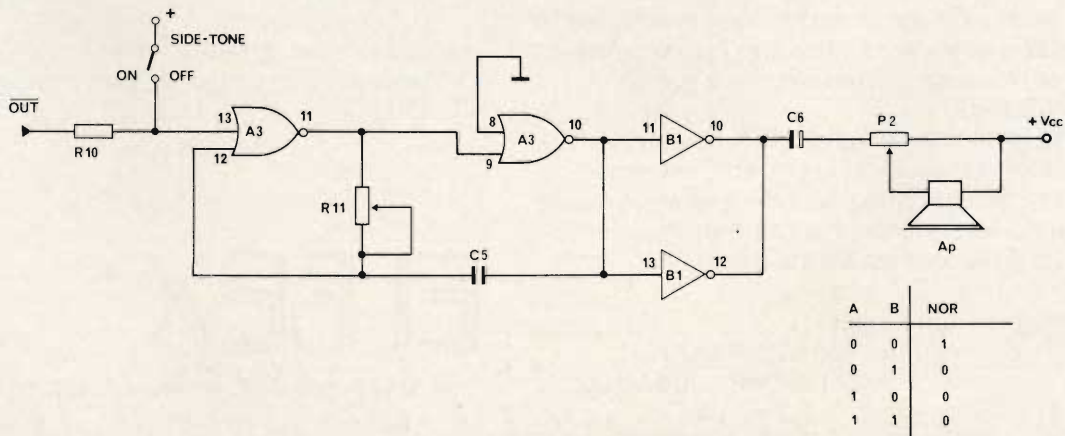 +
SIDE-TONE
ON OFF
OUT
R10
13
12
A3
11
R11
C5
8
9
A3
10
11
B1
10
13
B1
12
C6
P2
+ Vcc
Ap
A B NOR
0 0 1
0 1 0
1 0 0
1 1 0